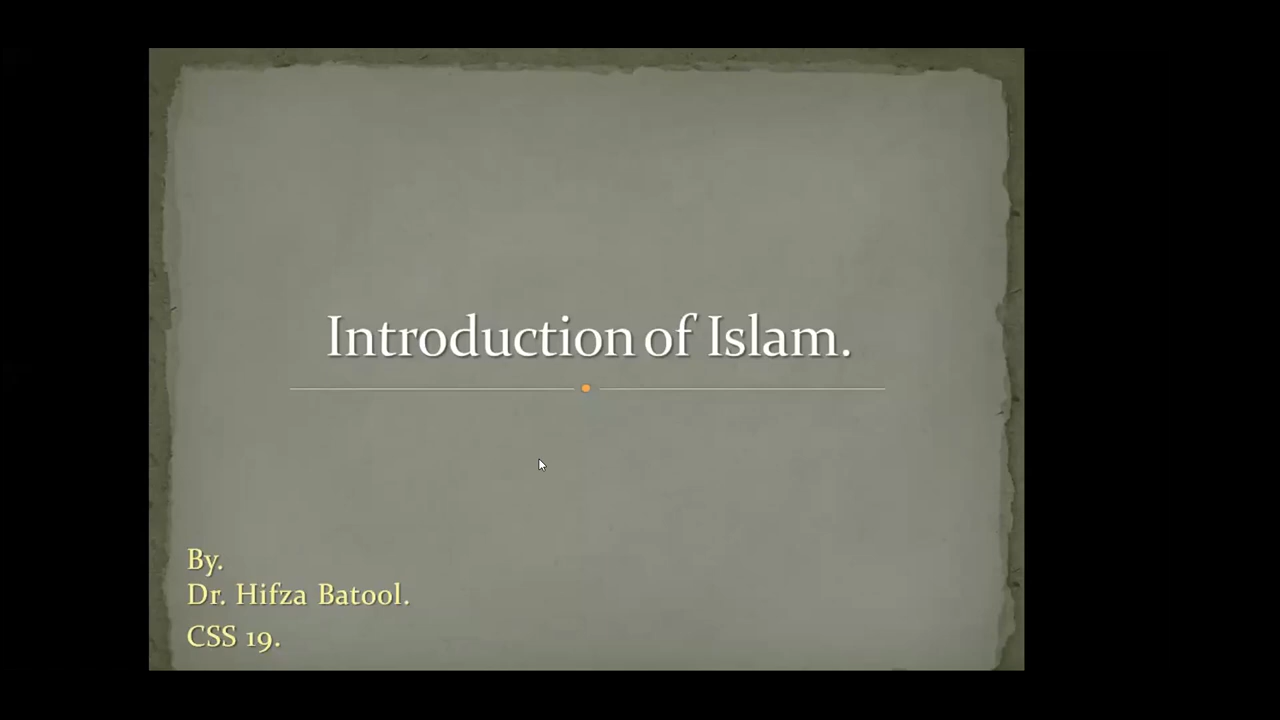 Introduction of Islam.
By.
Dr. Hifza Batool.
CSS 19.